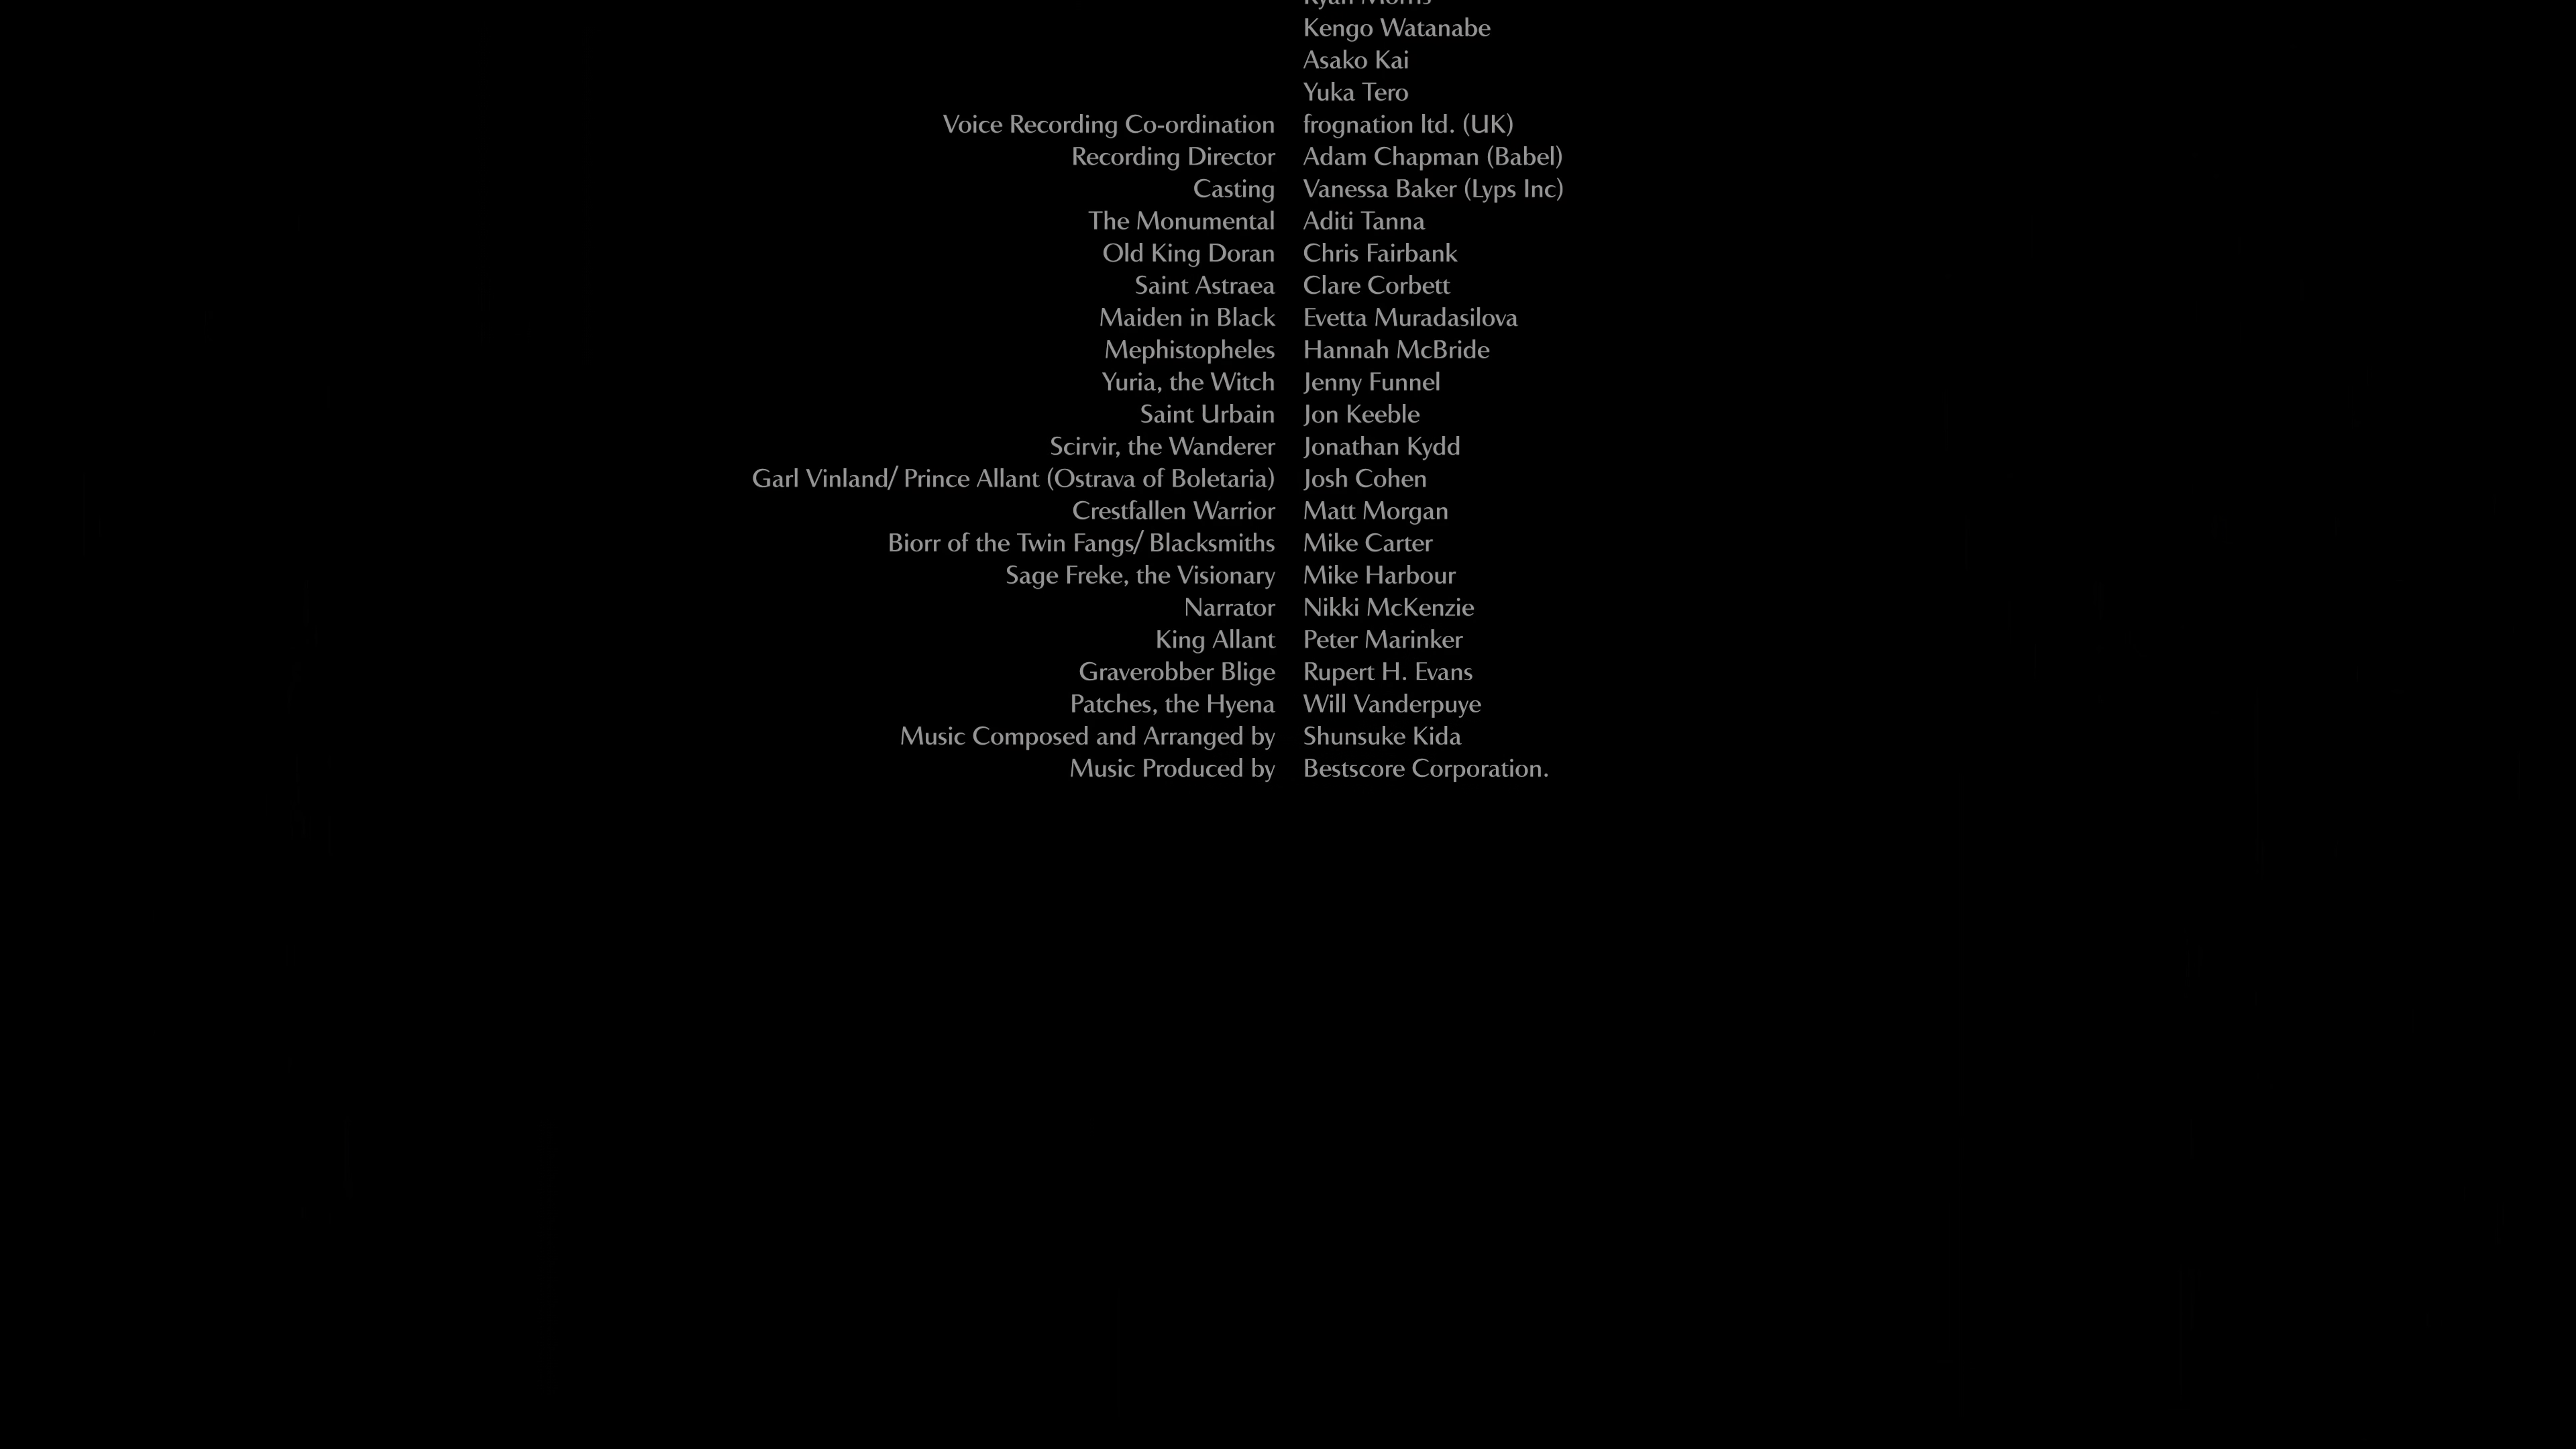 Ryan Morris
Kengo Watanabe
Asako Kai
Yuka Tero
Voice Recording Co-ordination frognation ltd. (UK)
Recording Director Adam Chapman (Babel)
Casting Vanessa Baker (Lyps Inc)
The Monumental Aditi Tanna
Old King Doran Chris Fairbank
Saint Astraea Clare Corbett
Maiden in Black Evetta Muradasilova
Mephistopheles Hannah McBride
Yuria, the Witch Jenny Funnel
Saint Urbain Jon Keeble
Scirvir, the Wanderer Jonathan Kydd
Garl Vinland/ Prince Allant (Ostrava of Boletaria) Josh Cohen
Crestfallen Warrior Matt Morgan
Biorr of the Twin Fangs/ Blacksmiths Mike Carter
Sage Freke, the Visionary Mike Harbour
Narrator Nikki McKenzie
King Allant Peter Marinker
Graverobber Blige Rupert H. Evans
Patches, the Hyena Will Vanderpuye
Music Composed and Arranged by Shunsuke Kida
Music Produced by Bestscore Corporation.